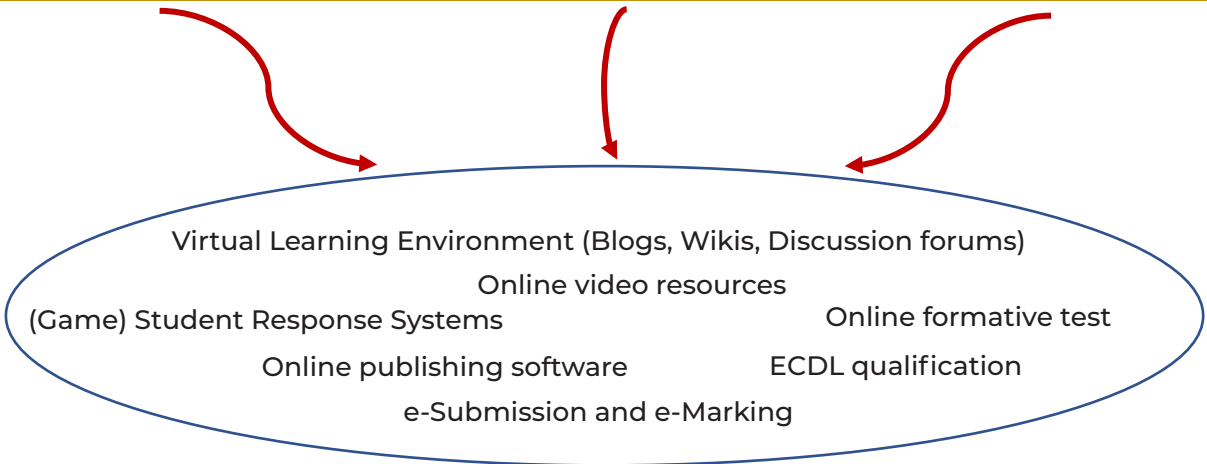 Virtual Learning Environment (Blogs, Wikis, Discussion forums)
Online video resources
(Game) Student Response Systems
Online formative test
Online publishing software
ECDL qualification
e-Submission and e-Marking